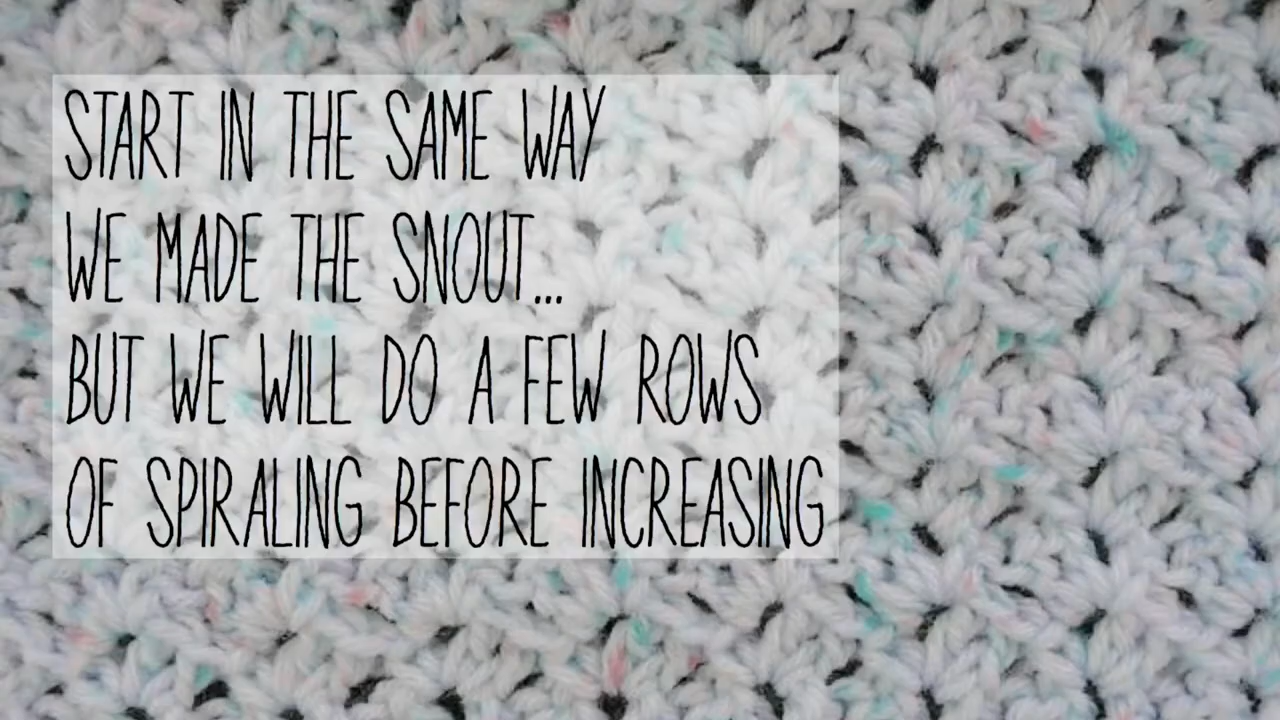 START IN THE SAME WAY
WE MADE THE SNOUT...
BUT WE WILL DO A FEW ROWS
OF SPIRALING BEFORE INCREASING